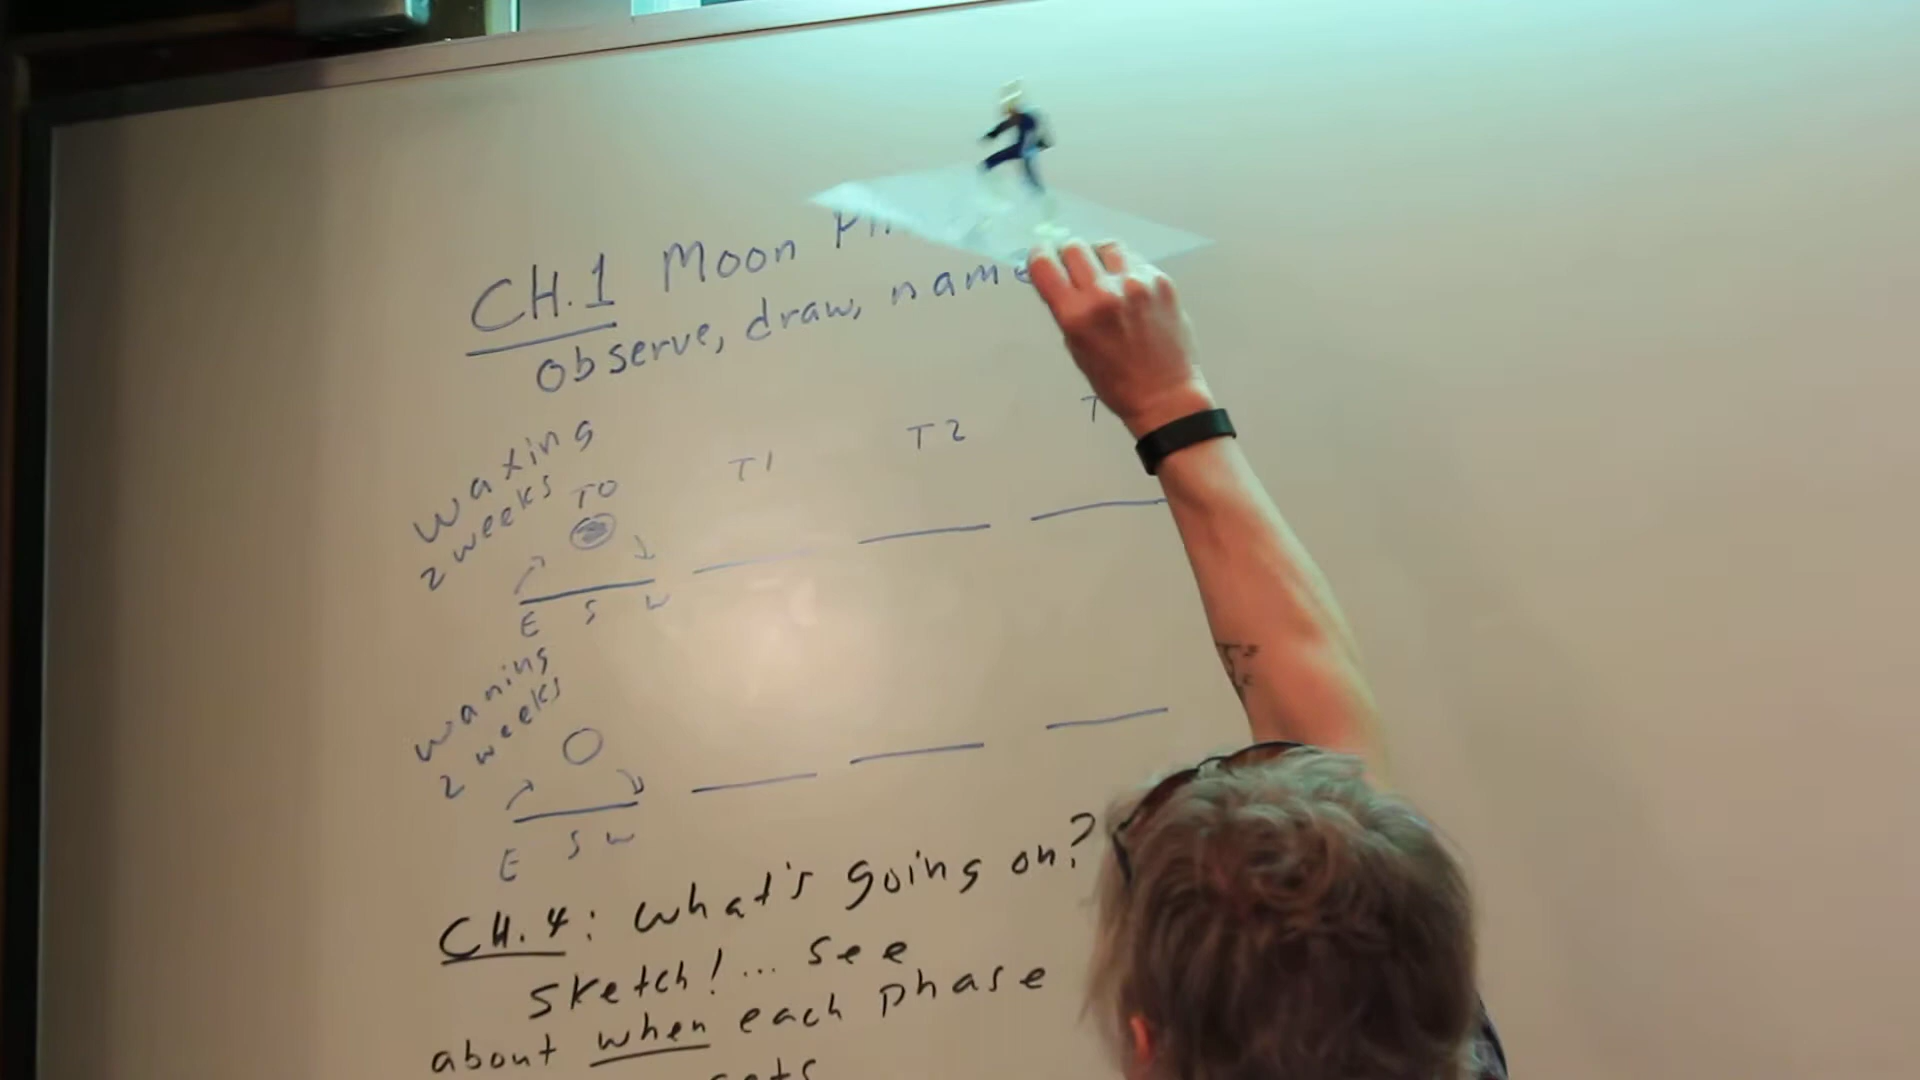 CH.1 Moon
observe, draw, name
waxing
2 weeks
T0
T1
T2
T
E S W
waning
2 weeks
E S W
CH. 4: what's going on?
sketch!... see
about when each phase
sets